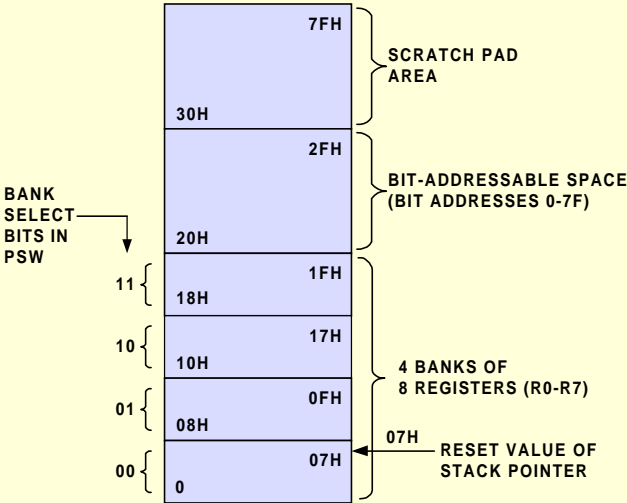 7FH
SCRATCH PAD
AREA
30H
2FH
BIT-ADDRESSABLE SPACE
(BIT ADDRESSES 0-7F)
20H
BANK
SELECT
BITS IN
PSW
11
1FH
18H
10
17H
10H
4 BANKS OF
8 REGISTERS (R0-R7)
01
0FH
08H
00
07H
0
07H
RESET VALUE OF
STACK POINTER